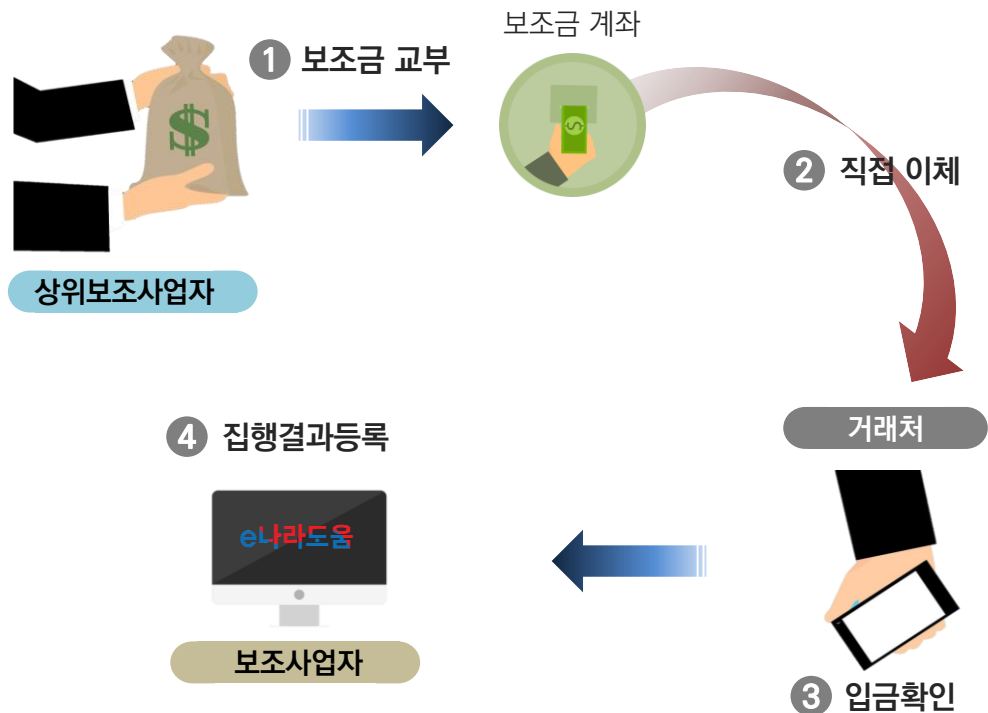 보조금 계좌
1 보조금 교부
$
2 직접 이체
상위보조사업자
거래처
4 집행결과등록
e나라도움
보조사업자
3 입금확인